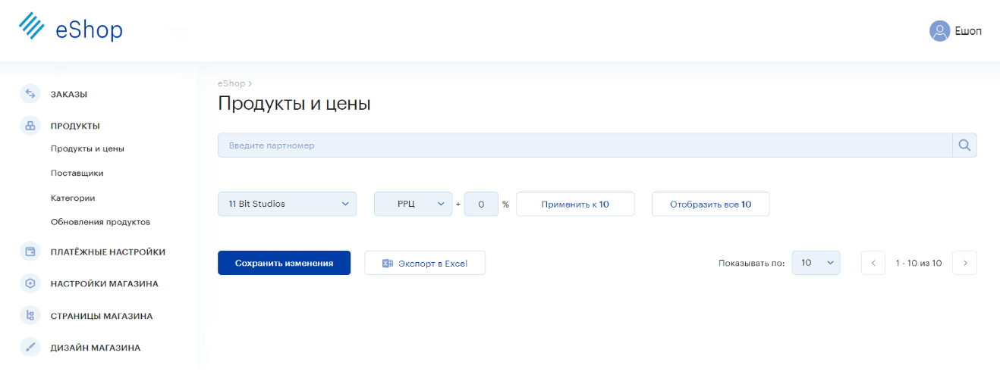 eShop
Ешоп
ЗАКАЗЫ
ПРОДУКТЫ
Продукты и цены
Поставщики
Категории
Обновления продуктов
ПЛАТЁЖНЫЕ НАСТРОЙКИ
НАСТРОЙКИ МАГАЗИНА
СТРАНИЦЫ МАГАЗИНА
ДИЗАЙН МАГАЗИНА
eShop >
Продукты и цены
Введите партномер
11 Bit Studios РРЦ + 0 % Применить к 10 Отобразить все 10
Сохранить изменения Экспорт в Excel Показывать по: 10 < 1 - 10 из 10 >